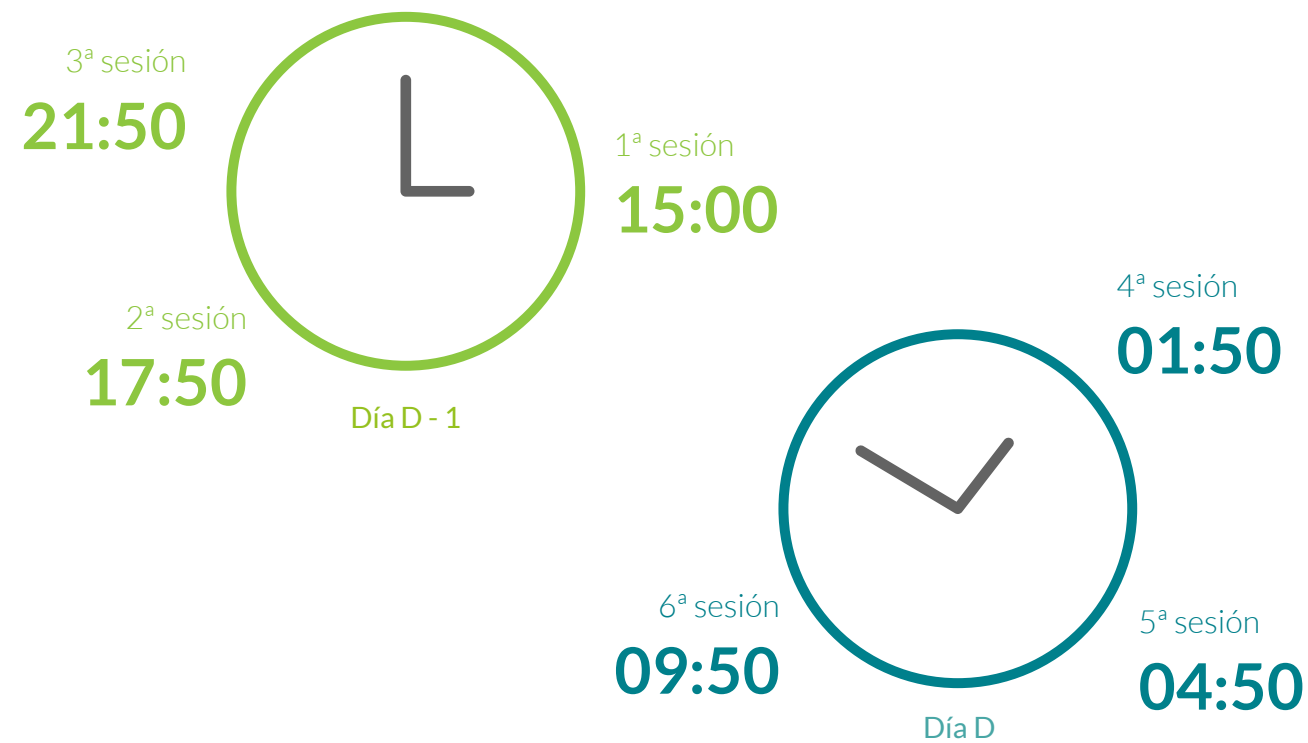 3ª sesión
21:50
1ª sesión
15:00
2ª sesión
17:50
Día D - 1
4ª sesión
01:50
6ª sesión
09:50
5ª sesión
04:50
Día D